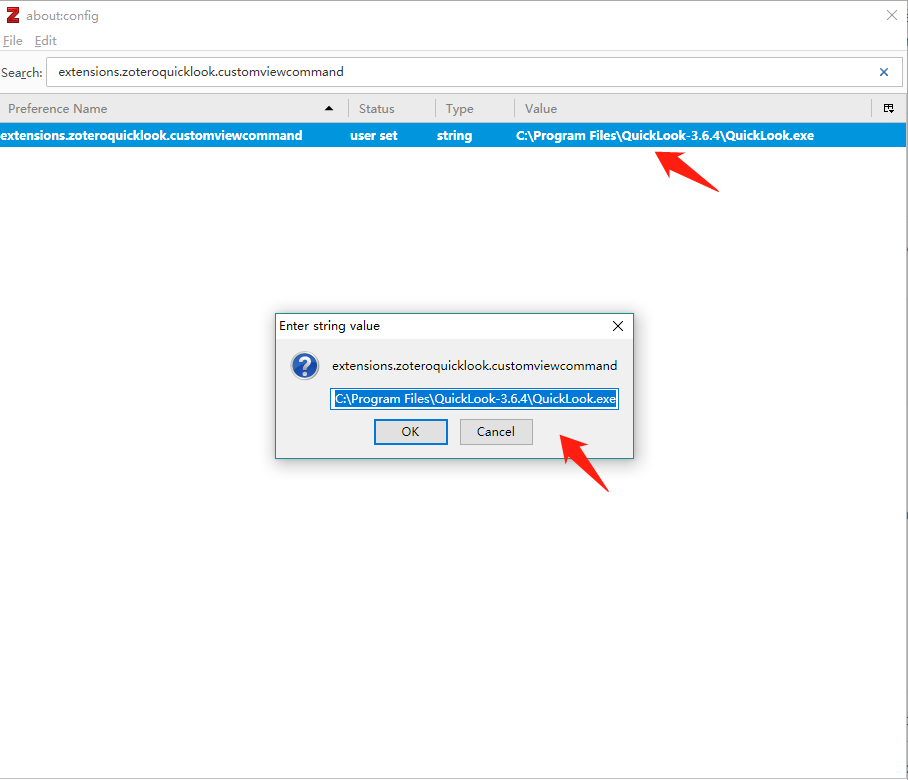 about:config
File Edit
Search: extensions.zoteroquicklook.customviewcommand
Preference Name Status Type Value
extensions.zoteroquicklook.customviewcommand user set string C:\Program Files\QuickLook-3.6.4\QuickLook.exe
Enter string value
extensions.zoteroquicklook.customviewcommand
C:\Program Files\QuickLook-3.6.4\QuickLook.exe
OK Cancel